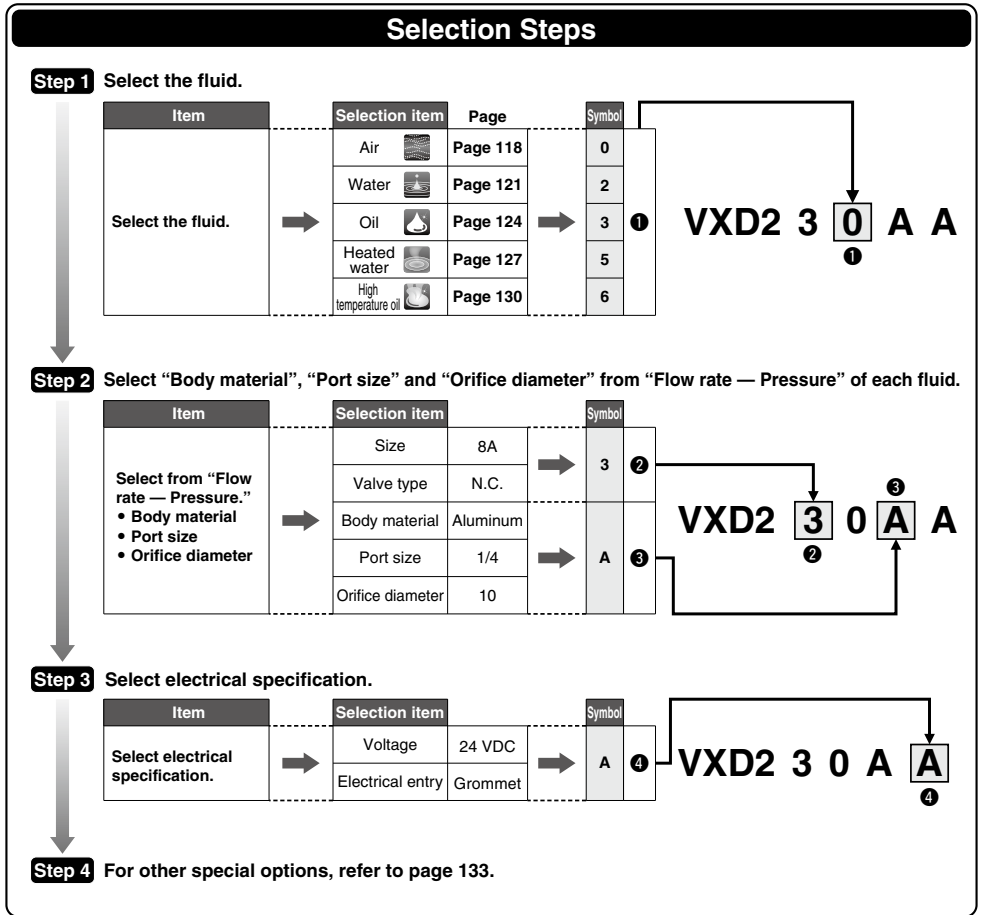 Selection Steps
Step 1 Select the fluid.
Item Selection item Page Symbol
Select the fluid.
Air Page 118 0
Water Page 121 2
Oil Page 124 3
Heated water Page 127 5
High temperature oil Page 130 6
❶
VXD2 3 0 A A
❶
Step 2 Select “Body material”, “Port size” and “Orifice diameter” from “Flow rate — Pressure” of each fluid.
Item Selection item Symbol
Select from “Flow
rate — Pressure.”
• Body material
• Port size
• Orifice diameter
Size 8A
Valve type N.C.
3 ❷
Body material Aluminum
Port size 1/4
Orifice diameter 10
A ❸
❸
VXD2 3 0 A A
❷
Step 3 Select electrical specification.
Item Selection item Symbol
Select electrical
specification.
Voltage 24 VDC
Electrical entry Grommet
A ❹
VXD2 3 0 A A
❹
Step 4 For other special options, refer to page 133.